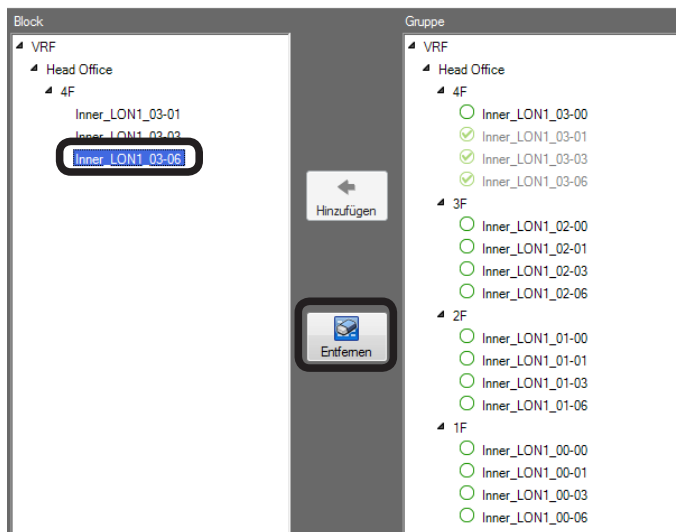 Block
VRF
Head Office
4F
Inner_LON1_03-01
Inner_LON1_03-03
Inner_LON1_03-06
Hinzufügen
Entfernen
Gruppe
VRF
Head Office
4F
Inner_LON1_03-00
Inner_LON1_03-01
Inner_LON1_03-03
Inner_LON1_03-06
3F
Inner_LON1_02-00
Inner_LON1_02-01
Inner_LON1_02-03
Inner_LON1_02-06
2F
Inner_LON1_01-00
Inner_LON1_01-01
Inner_LON1_01-03
Inner_LON1_01-06
1F
Inner_LON1_00-00
Inner_LON1_00-01
Inner_LON1_00-03
Inner_LON1_00-06